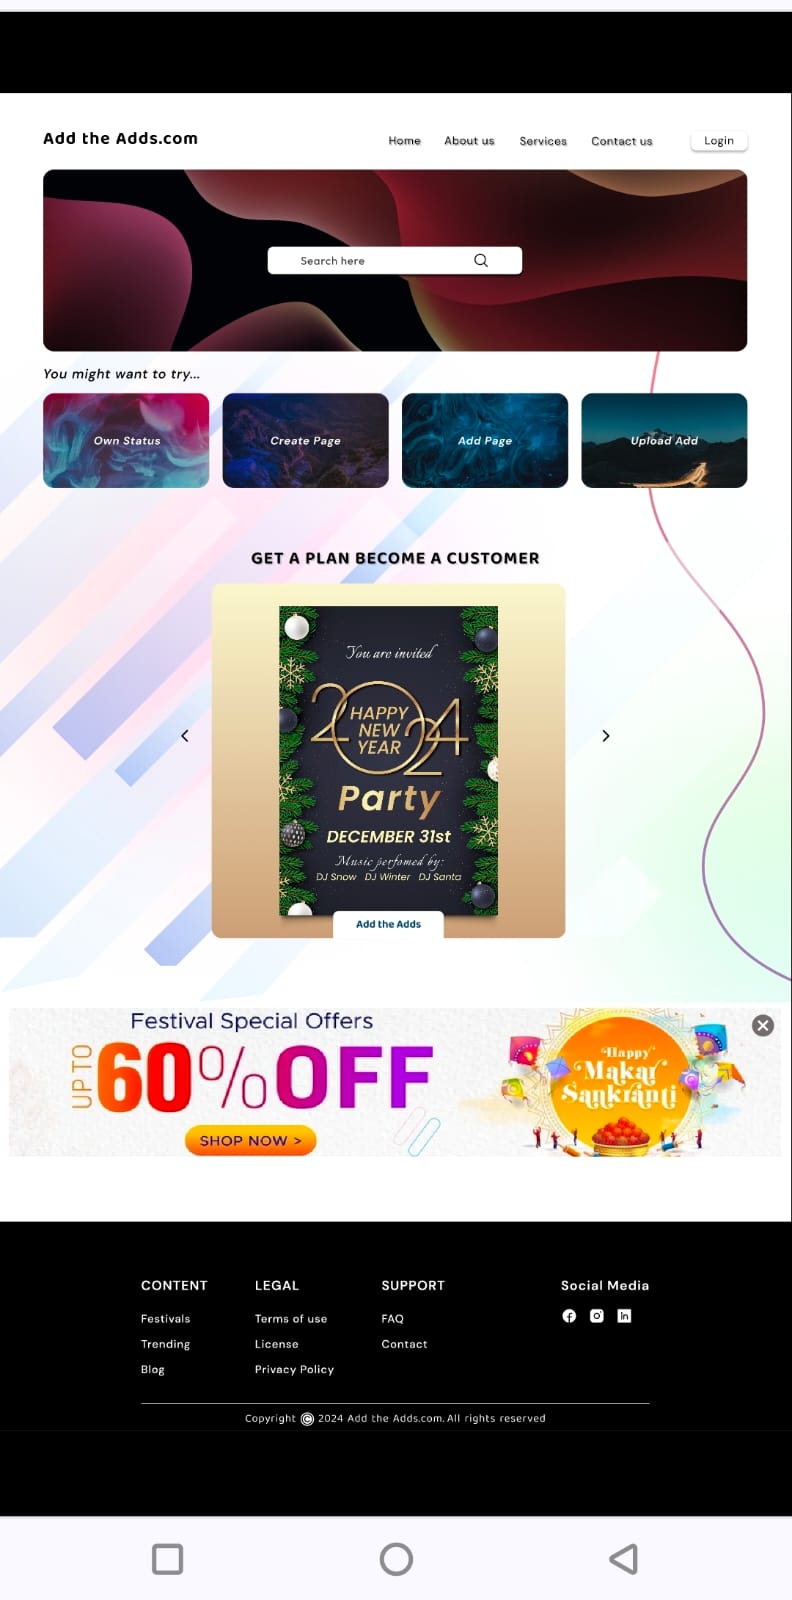 Add the Adds.com
Home About us Services Contact us Login
Search here
You might want to try...
Own Status Create Page Add Page Upload Add
GET A PLAN BECOME A CUSTOMER
You are invited
2024
HAPPY
NEW
YEAR
Party
DECEMBER 31st
Music perfomed by:
DJ Snow DJ Winter DJ Santa
Add the Adds
Festival Special Offers
UP TO 60% OFF
SHOP NOW >
Happy
Makar
Sankranti
CONTENT LEGAL SUPPORT Social Media
Festivals Terms of use FAQ
Trending License Contact
Blog Privacy Policy
Copyright © 2024 Add the Adds.com. All rights reserved